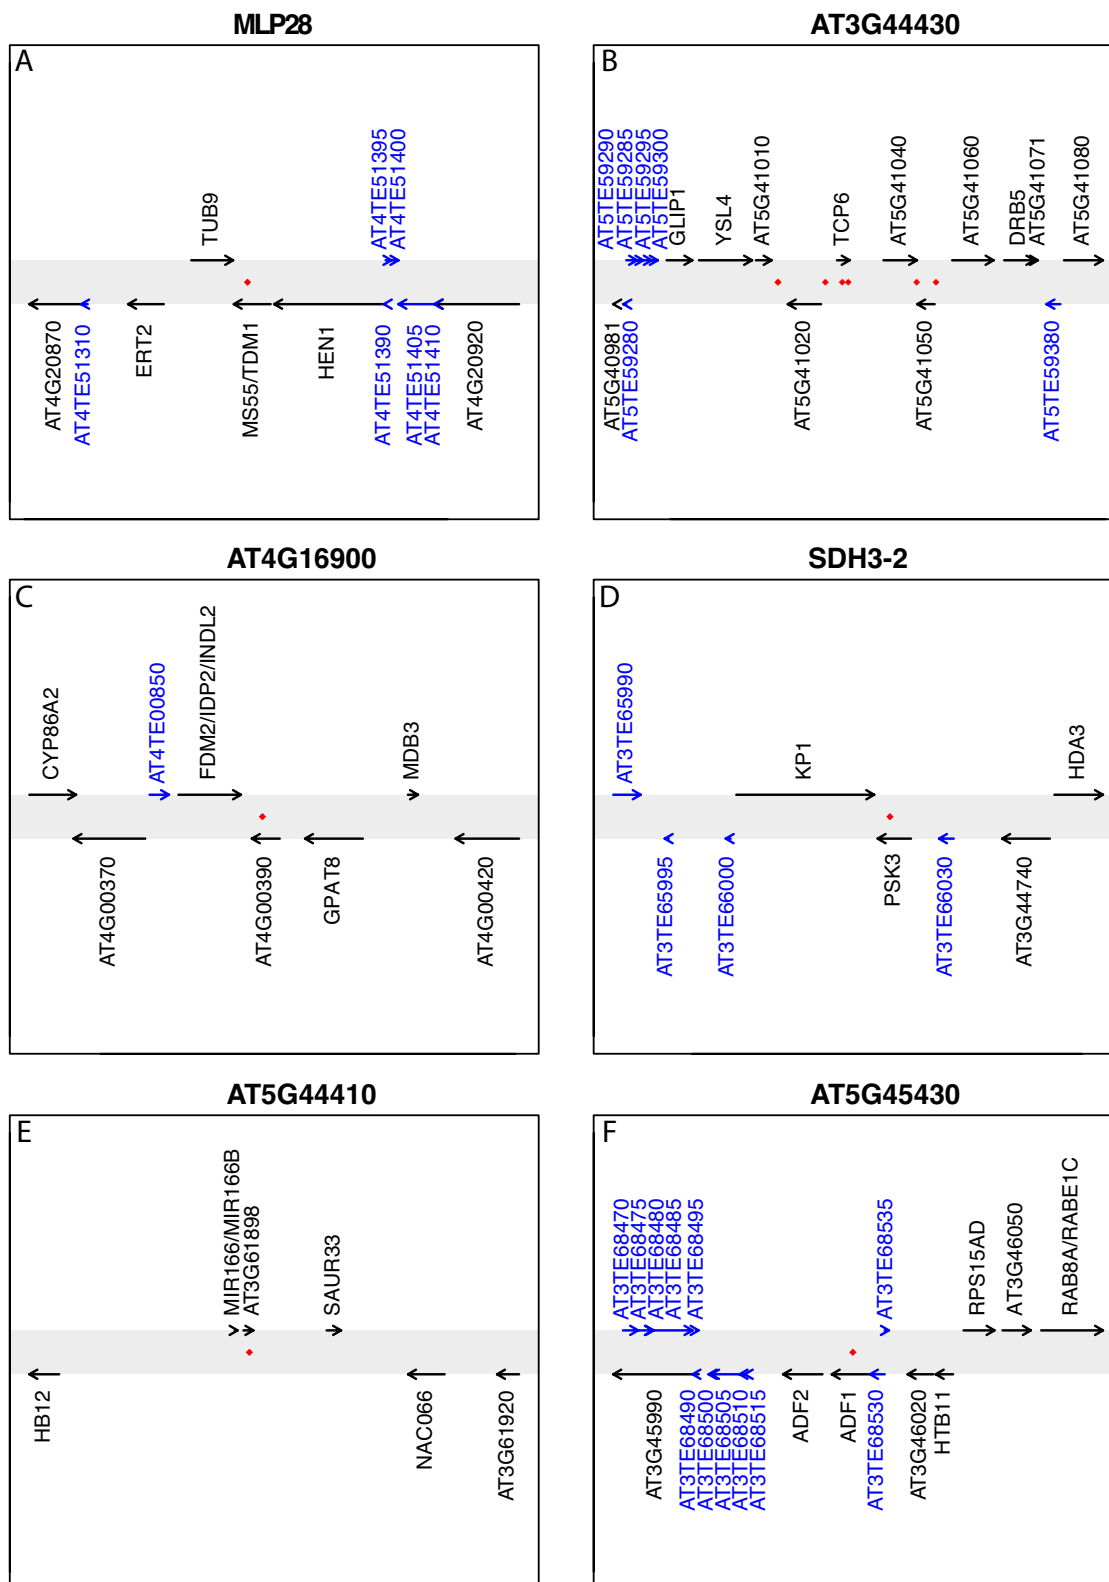 MLP28
A
TUB9
AT4TE51395
AT4TE51400
AT4G20870
AT4TE51310
ERT2
MS55/TDM1
HEN1
AT4TE51390
AT4TE51405
AT4TE51410
AT4G20920
AT3G44430
B
AT5TE59290
AT5TE59285
AT5TE59295
AT5TE59300
GLIP1
YSL4
AT5G41010
TCP6
AT5G41040
AT5G41060
DRB5
AT5G41071
AT5G41080
AT5G40981
AT5TE59280
AT5G41020
AT5G41050
AT5TE59380
AT4G16900
C
CYP86A2
AT4TE00850
FDM2/IDP2/INDL2
MDB3
AT4G00370
AT4G00390
GPAT8
AT4G00420
SDH3-2
D
AT3TE65990
KP1
HDA3
AT3TE65995
AT3TE66000
PSK3
AT3TE66030
AT3G44740
AT5G44410
E
MIR166/MIR166B
AT3G61898
SAUR33
HB12
NAC066
AT3G61920
AT5G45430
F
AT3TE68470
AT3TE68475
AT3TE68480
AT3TE68485
AT3TE68495
AT3TE68535
RPS15AD
AT3G46050
RAB8A/RABE1C
AT3G45990
AT3TE68490
AT3TE68500
AT3TE68505
AT3TE68510
AT3TE68515
ADF2
ADF1
AT3TE68530
AT3G46020
HTB11